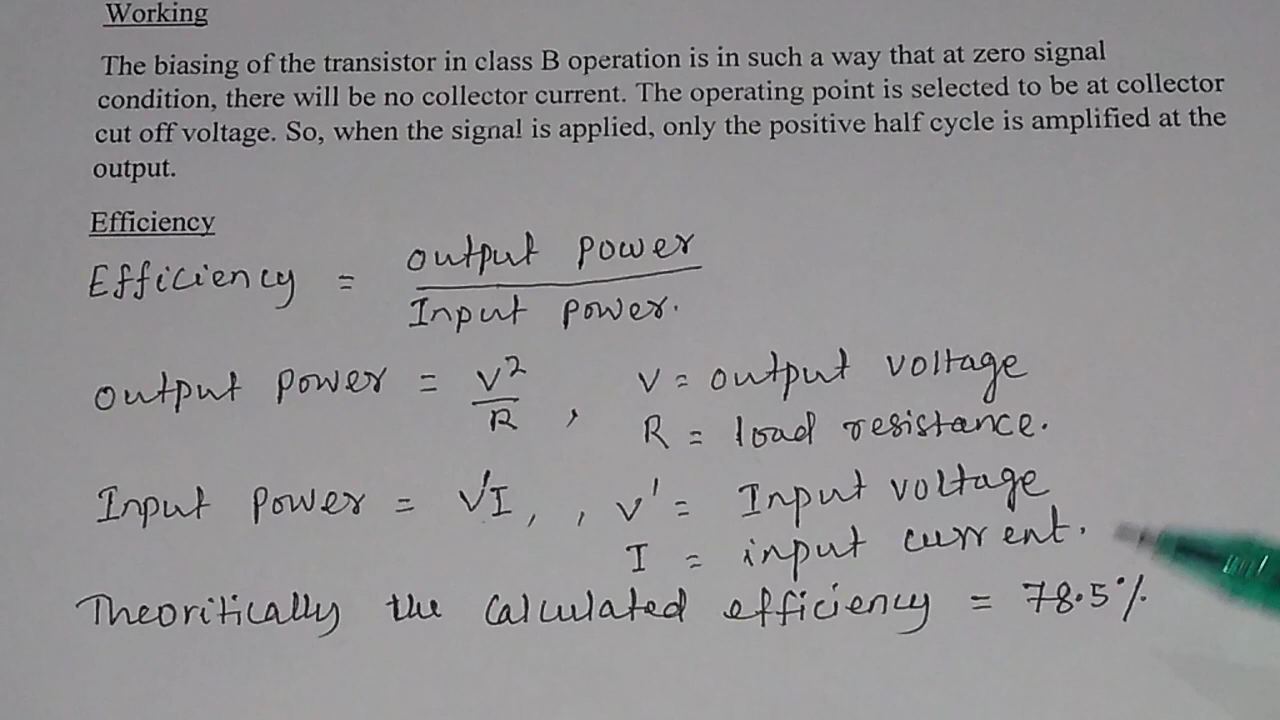 Working
The biasing of the transistor in class B operation is in such a way that at zero signal
condition, there will be no collector current. The operating point is selected to be at collector
cut off voltage. So, when the signal is applied, only the positive half cycle is amplified at the
output.
Efficiency
Efficiency = output power / Input power.
output power = V² / R , V = output voltage
R = load resistance.
Input power = V'I, , V' = Input voltage
I = input current.
Theoritically the calculated efficiency = 78.5%